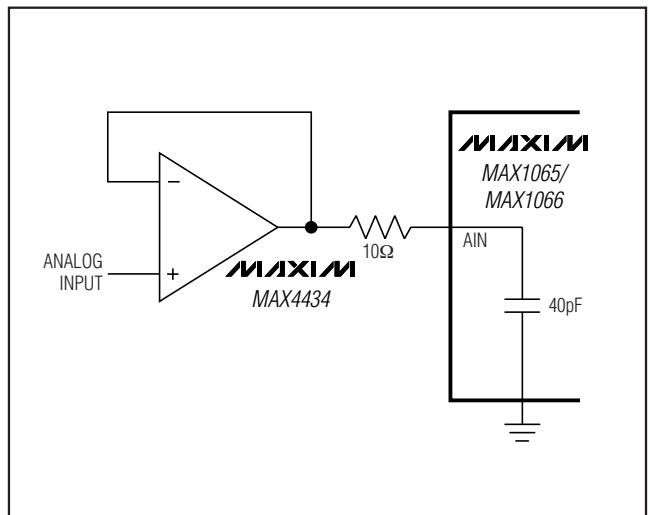 MAXIM
MAX1065/
MAX1066
−
ANALOG
INPUT
+
10Ω
AIN
MAXIM
MAX4434
40pF